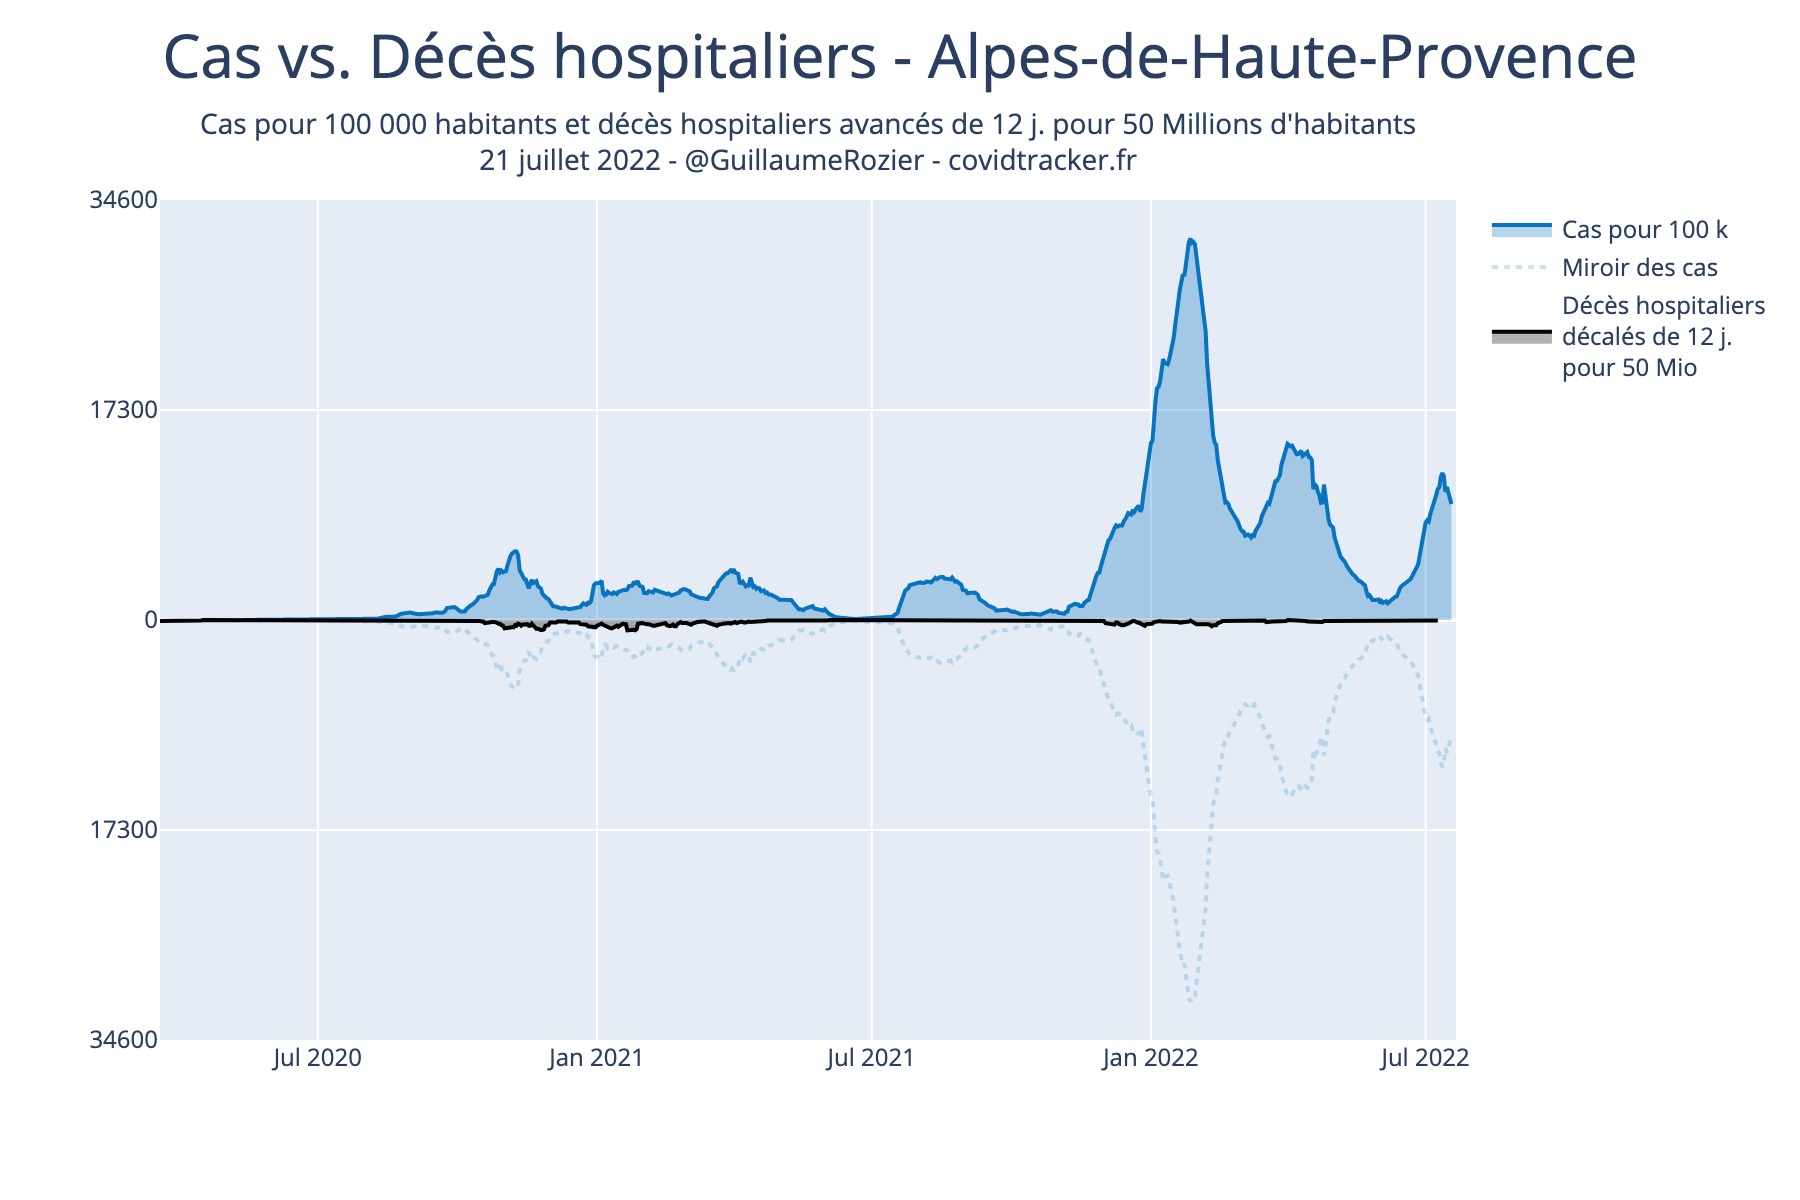 Cas vs. Décès hospitaliers - Alpes-de-Haute-Provence
Cas pour 100 000 habitants et décès hospitaliers avancés de 12 j. pour 50 Millions d'habitants
21 juillet 2022 - @GuillaumeRozier - covidtracker.fr
34600
17300
0
17300
34600
Jul 2020
Jan 2021
Jul 2021
Jan 2022
Jul 2022
Cas pour 100 k
Miroir des cas
Décès hospitaliers
décalés de 12 j.
pour 50 Mio